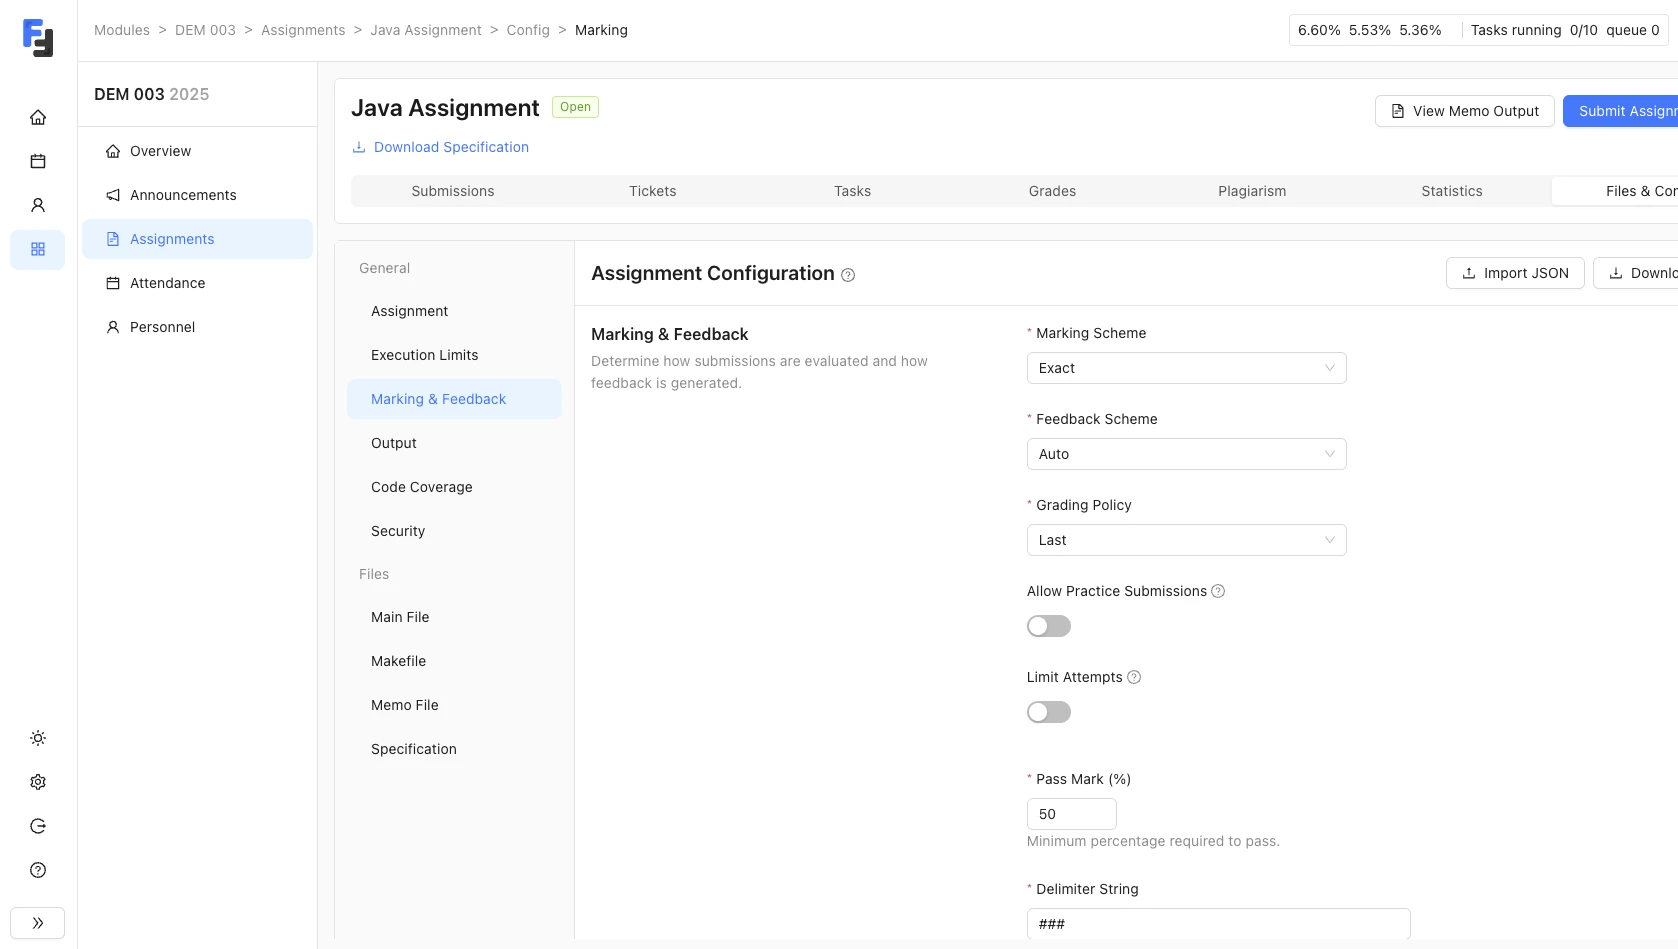 Modules > DEM 003 > Assignments > Java Assignment > Config > Marking
6.60% 5.53% 5.36% Tasks running 0/10 queue 0
DEM 003 2025
Overview
Announcements
Assignments
Attendance
Personnel
Java Assignment Open
Download Specification
View Memo Output
Submit Assignm
Submissions Tickets Tasks Grades Plagiarism Statistics Files & Con
General
Assignment
Execution Limits
Marking & Feedback
Output
Code Coverage
Security
Files
Main File
Makefile
Memo File
Specification
Assignment Configuration
Import JSON
Downlo
Marking & Feedback
Determine how submissions are evaluated and how
feedback is generated.
* Marking Scheme
Exact
* Feedback Scheme
Auto
* Grading Policy
Last
Allow Practice Submissions
Limit Attempts
* Pass Mark (%)
50
Minimum percentage required to pass.
* Delimiter String
###